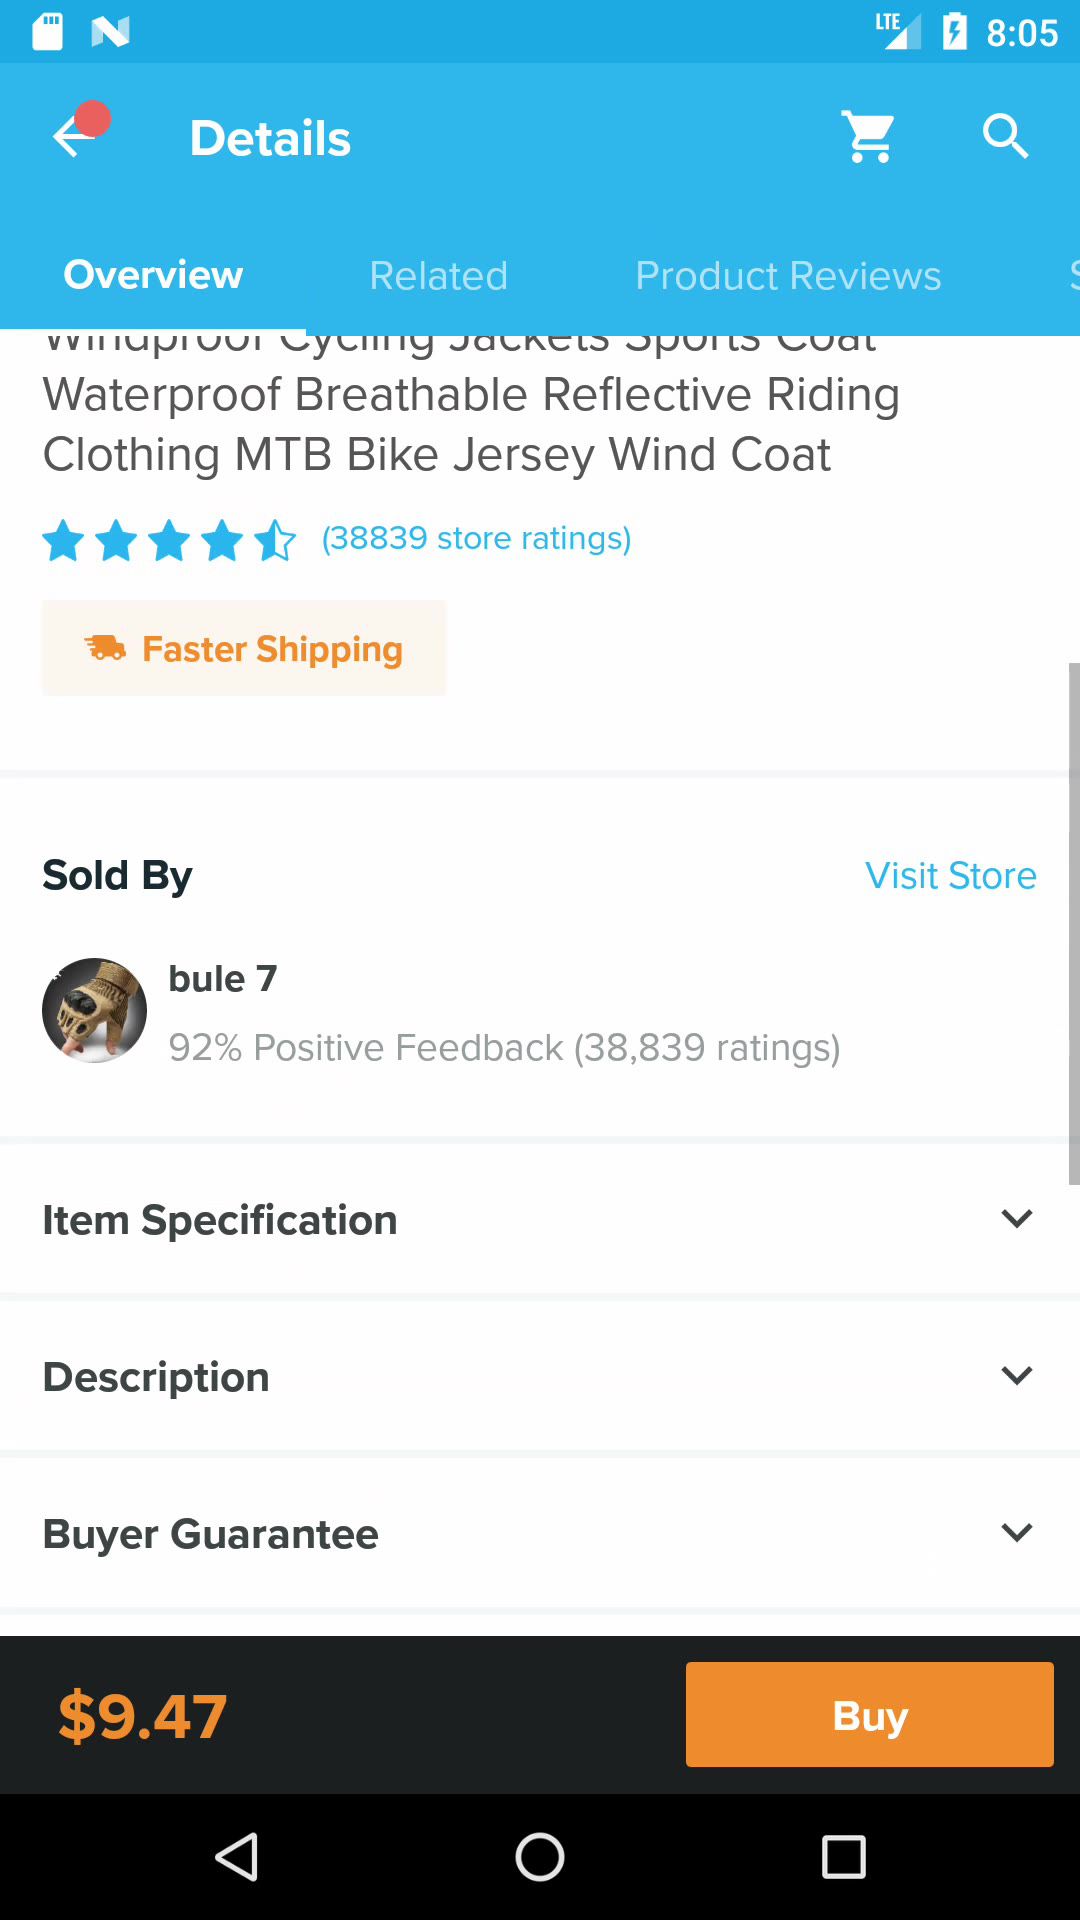 LTE 8:05
Details
Overview Related Product Reviews S
Windproof Cycling Jackets Sports Coat
Waterproof Breathable Reflective Riding
Clothing MTB Bike Jersey Wind Coat
(38839 store ratings)
Faster Shipping
Sold By Visit Store
bule 7
92% Positive Feedback (38,839 ratings)
Item Specification
Description
Buyer Guarantee
$9.47 Buy